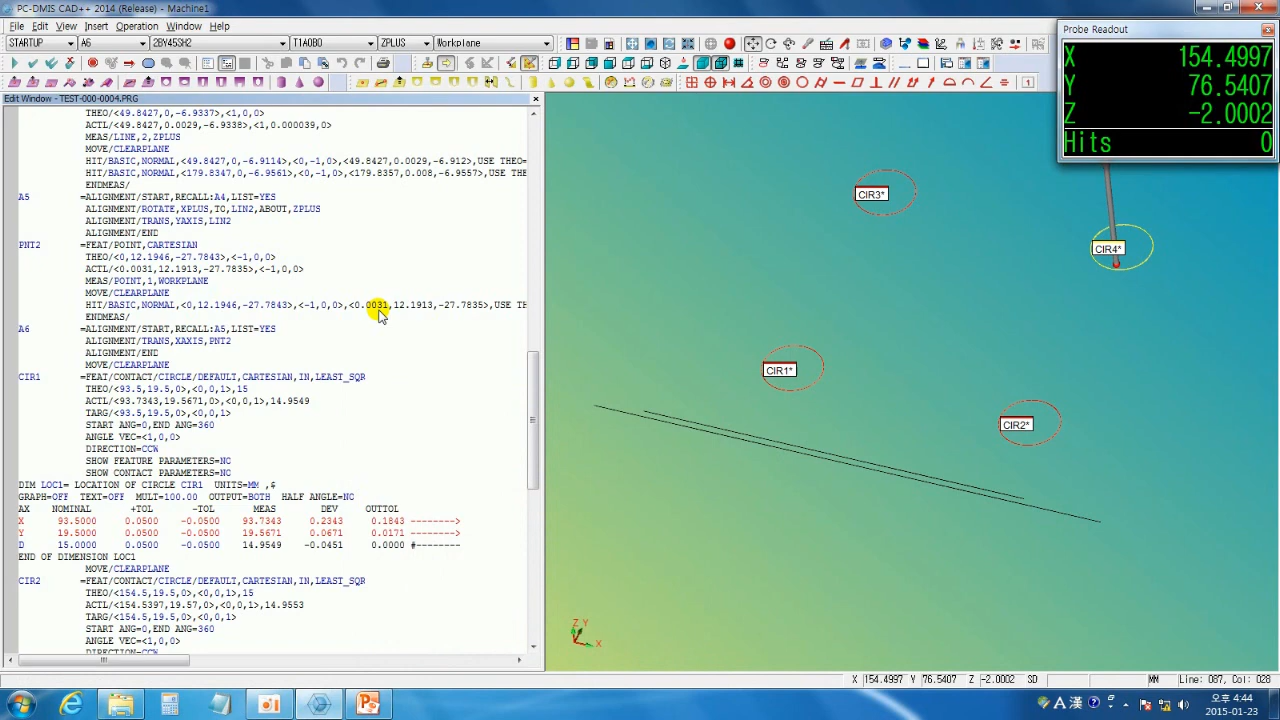 PC-DMIS CAD++ 2014 (Release) - Machine1
File Edit View Insert Operation Window Help
STARTUP A6 2BY45SH2 T1A0B0 ZPLUS Workplane
Probe Readout
X 154.4997
Y 76.5407
Z -2.0002
Hits 0
Edit Window - TEST-000-0004.PRG
THEO/<49.8427,0,-6.9337>,<1,0,0>
ACTL/<49.8427,0.0029,-6.9338>,<1,0.000039,0>
MEAS/LINE,2,ZPLUS
MOVE/CLEARPLANE
HIT/BASIC,NORMAL,<49.8427,0,-6.9114>,<0,-1,0>,<49.8427,0.0029,-6.912>,USE THEO=
HIT/BASIC,NORMAL,<179.8347,0,-6.9561>,<0,-1,0>,<179.8357,0.008,-6.9557>,USE THE
ENDMEAS/
A5 =ALIGNMENT/START,RECALL:A4,LIST=YES
ALIGNMENT/ROTATE,XPLUS,TO,LIN2,ABOUT,ZPLUS
ALIGNMENT/TRANS,YAXIS,LIN2
ALIGNMENT/END
PNT2 =FEAT/POINT,CARTESIAN
THEO/<0,12.1946,-27.7843>,<-1,0,0>
ACTL/<0.0031,12.1913,-27.7835>,<-1,0,0>
MEAS/POINT,1,WORKPLANE
MOVE/CLEARPLANE
HIT/BASIC,NORMAL,<0,12.1946,-27.7843>,<-1,0,0>,<0.0031,12.1913,-27.7835>,USE TH
ENDMEAS/
A6 =ALIGNMENT/START,RECALL:A5,LIST=YES
ALIGNMENT/TRANS,XAXIS,PNT2
ALIGNMENT/END
MOVE/CLEARPLANE
CIR1 =FEAT/CONTACT/CIRCLE/DEFAULT,CARTESIAN,IN,LEAST_SQR
THEO/<93.5,19.5,0>,<0,0,1>,15
ACTL/<93.7343,19.5671,0>,<0,0,1>,14.9549
TARG/<93.5,19.5,0>,<0,0,1>
START ANG=0,END ANG=360
ANGLE VEC=<1,0,0>
DIRECTION=CCW
SHOW FEATURE PARAMETERS=NO
SHOW CONTACT PARAMETERS=NO
DIM LOC1= LOCATION OF CIRCLE CIR1 UNITS=MM ,$
GRAPH=OFF TEXT=OFF MULT=100.00 OUTPUT=BOTH HALF ANGLE=NO
AX NOMINAL +TOL -TOL MEAS DEV OUTTOL
X 93.5000 0.0500 -0.0500 93.7343 0.2343 0.1843 -------->
Y 19.5000 0.0500 -0.0500 19.5671 0.0671 0.0171 -------->
D 15.0000 0.0500 -0.0500 14.9549 -0.0451 0.0000 #--------
END OF DIMENSION LOC1
MOVE/CLEARPLANE
CIR2 =FEAT/CONTACT/CIRCLE/DEFAULT,CARTESIAN,IN,LEAST_SQR
THEO/<154.5,19.5,0>,<0,0,1>,15
ACTL/<154.5397,19.57,0>,<0,0,1>,14.9553
TARG/<154.5,19.5,0>,<0,0,1>
START ANG=0,END ANG=360
ANGLE VEC=<1,0,0>
DIRECTION=CCW
CIR3*
CIR4*
CIR1*
CIR2*
Z Y
X
X 154.4997 Y 76.5407 Z -2.0002 SD MM Line: 087, Col: 028
A 漢
오후 4:44
2015-01-23